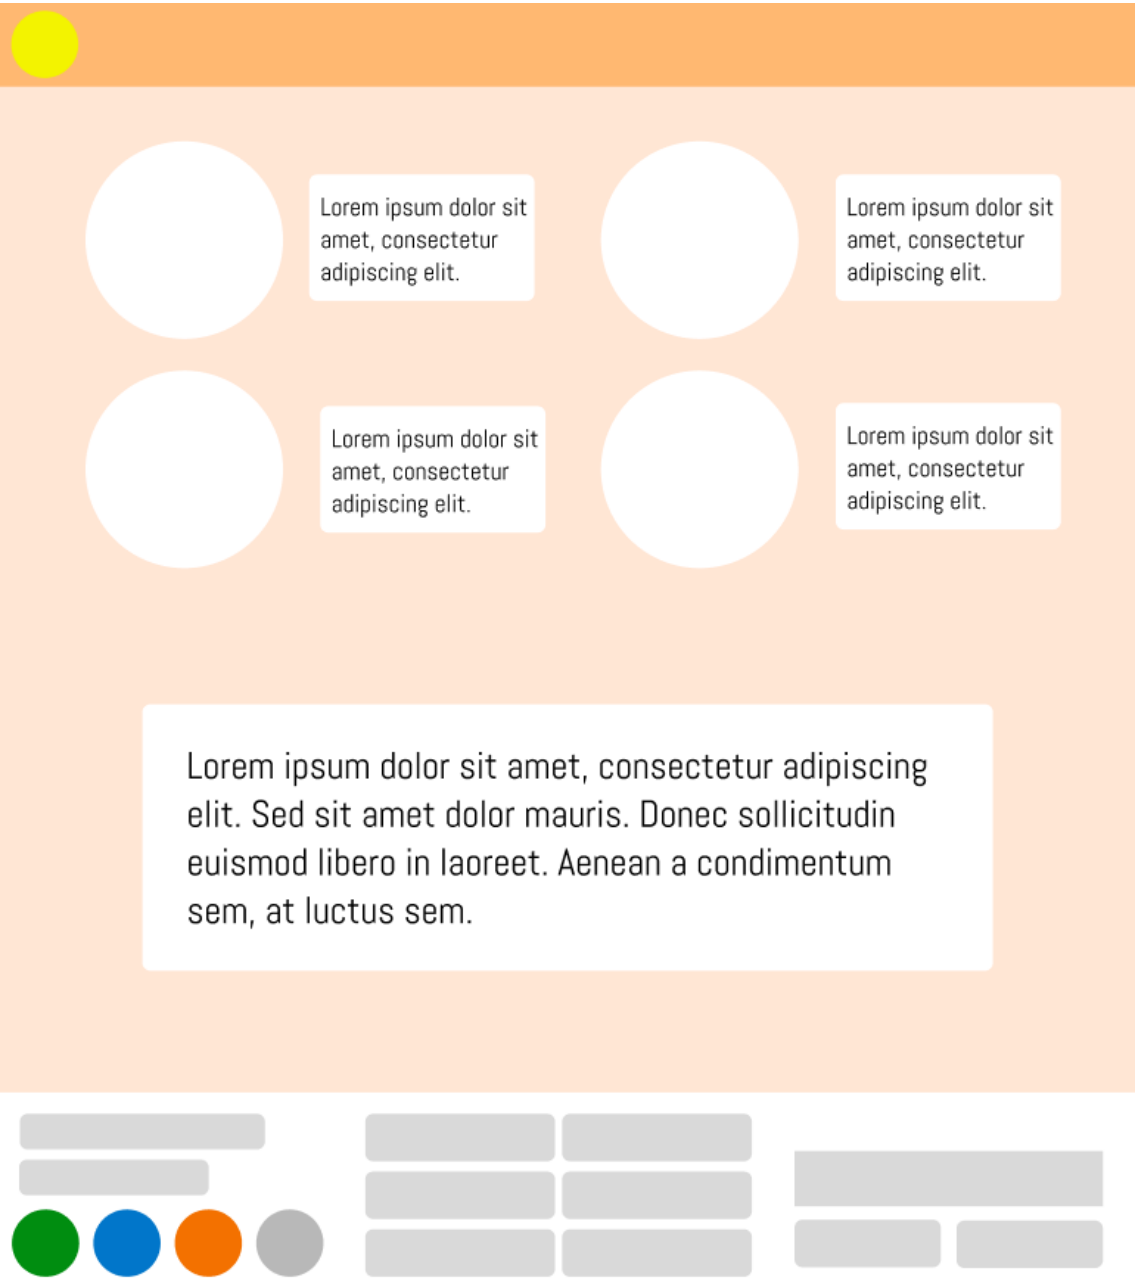 Lorem ipsum dolor sit
amet, consectetur
adipiscing elit.
Lorem ipsum dolor sit
amet, consectetur
adipiscing elit.
Lorem ipsum dolor sit
amet, consectetur
adipiscing elit.
Lorem ipsum dolor sit
amet, consectetur
adipiscing elit.
Lorem ipsum dolor sit amet, consectetur adipiscing
elit. Sed sit amet dolor mauris. Donec sollicitudin
euismod libero in laoreet. Aenean a condimentum
sem, at luctus sem.